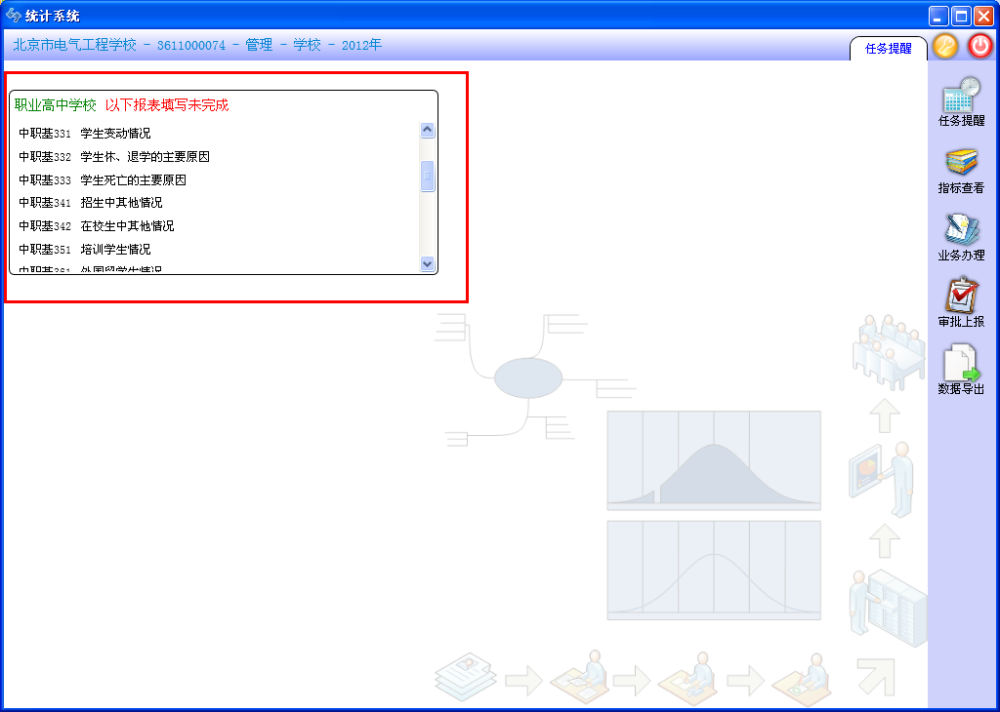 统计系统
北京市电气工程学校 - 3611000074 - 管理 - 学校 - 2012年
任务提醒
职业高中学校 以下报表填写未完成
中职基331 学生变动情况
中职基332 学生休、退学的主要原因
中职基333 学生死亡的主要原因
中职基341 招生中其他情况
中职基342 在校生中其他情况
中职基351 培训学生情况
中职基361 外国留学生情况
任务提醒
指标查看
业务办理
审批上报
数据导出